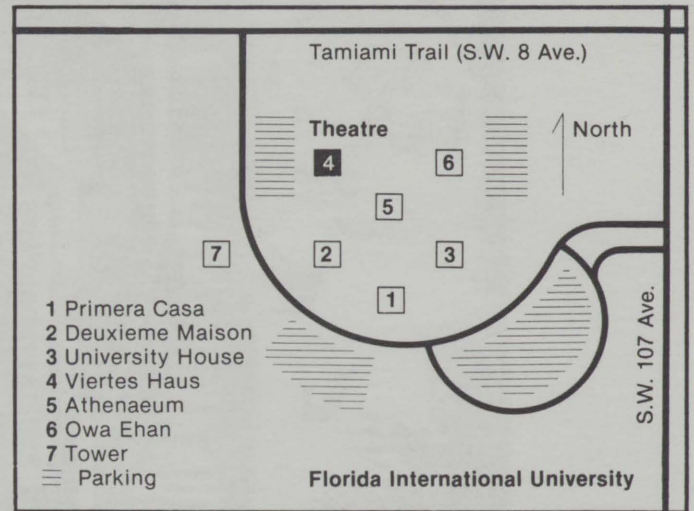 Tamiami Trail (S.W. 8 Ave.)
Theatre
North
4
6
5
7
2
3
1
1 Primera Casa
2 Deuxieme Maison
3 University House
4 Viertes Haus
5 Athenaeum
6 Owa Ehan
7 Tower
Parking
S.W. 107 Ave.
Florida International University